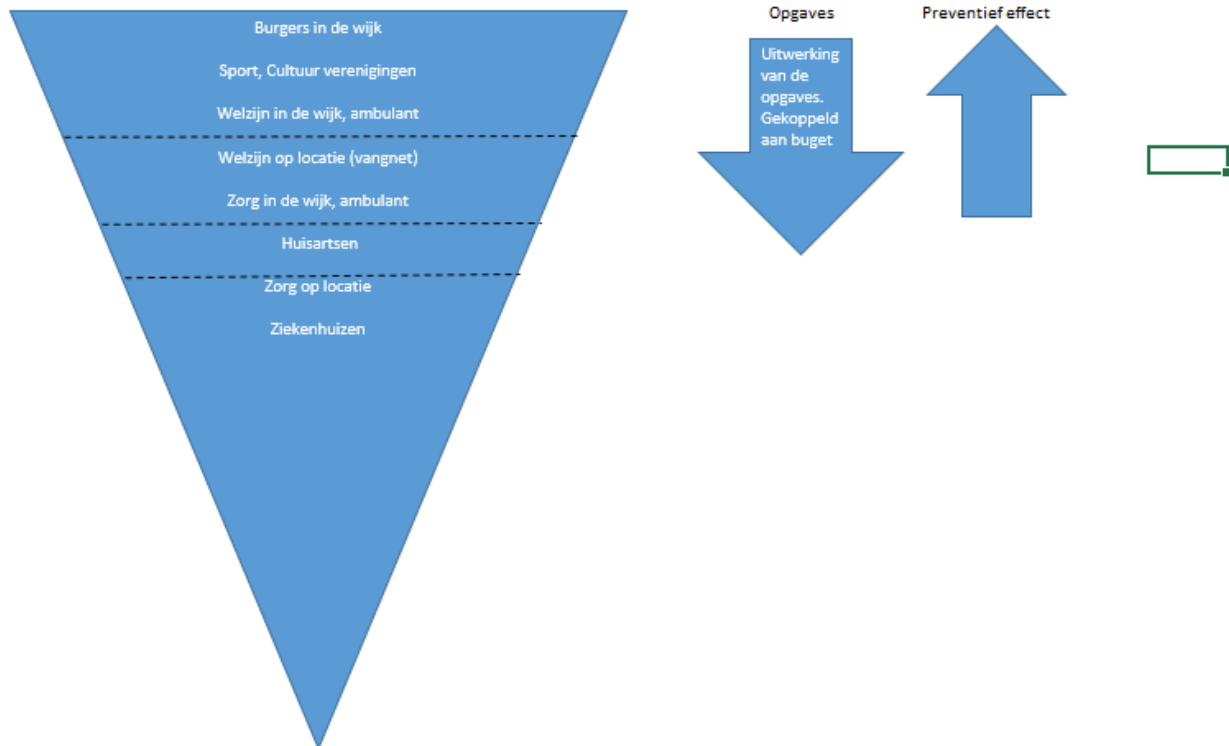 Burgers in de wijk
Sport, Cultuur verenigingen
Welzijn in de wijk, ambulant
Welzijn op locatie (vangnet)
Zorg in de wijk, ambulant
Huisartsen
Zorg op locatie
Ziekenhuizen
Opgaves
Uitwerking
van de
opgaves.
Gekoppeld
aan buget
Preventief effect